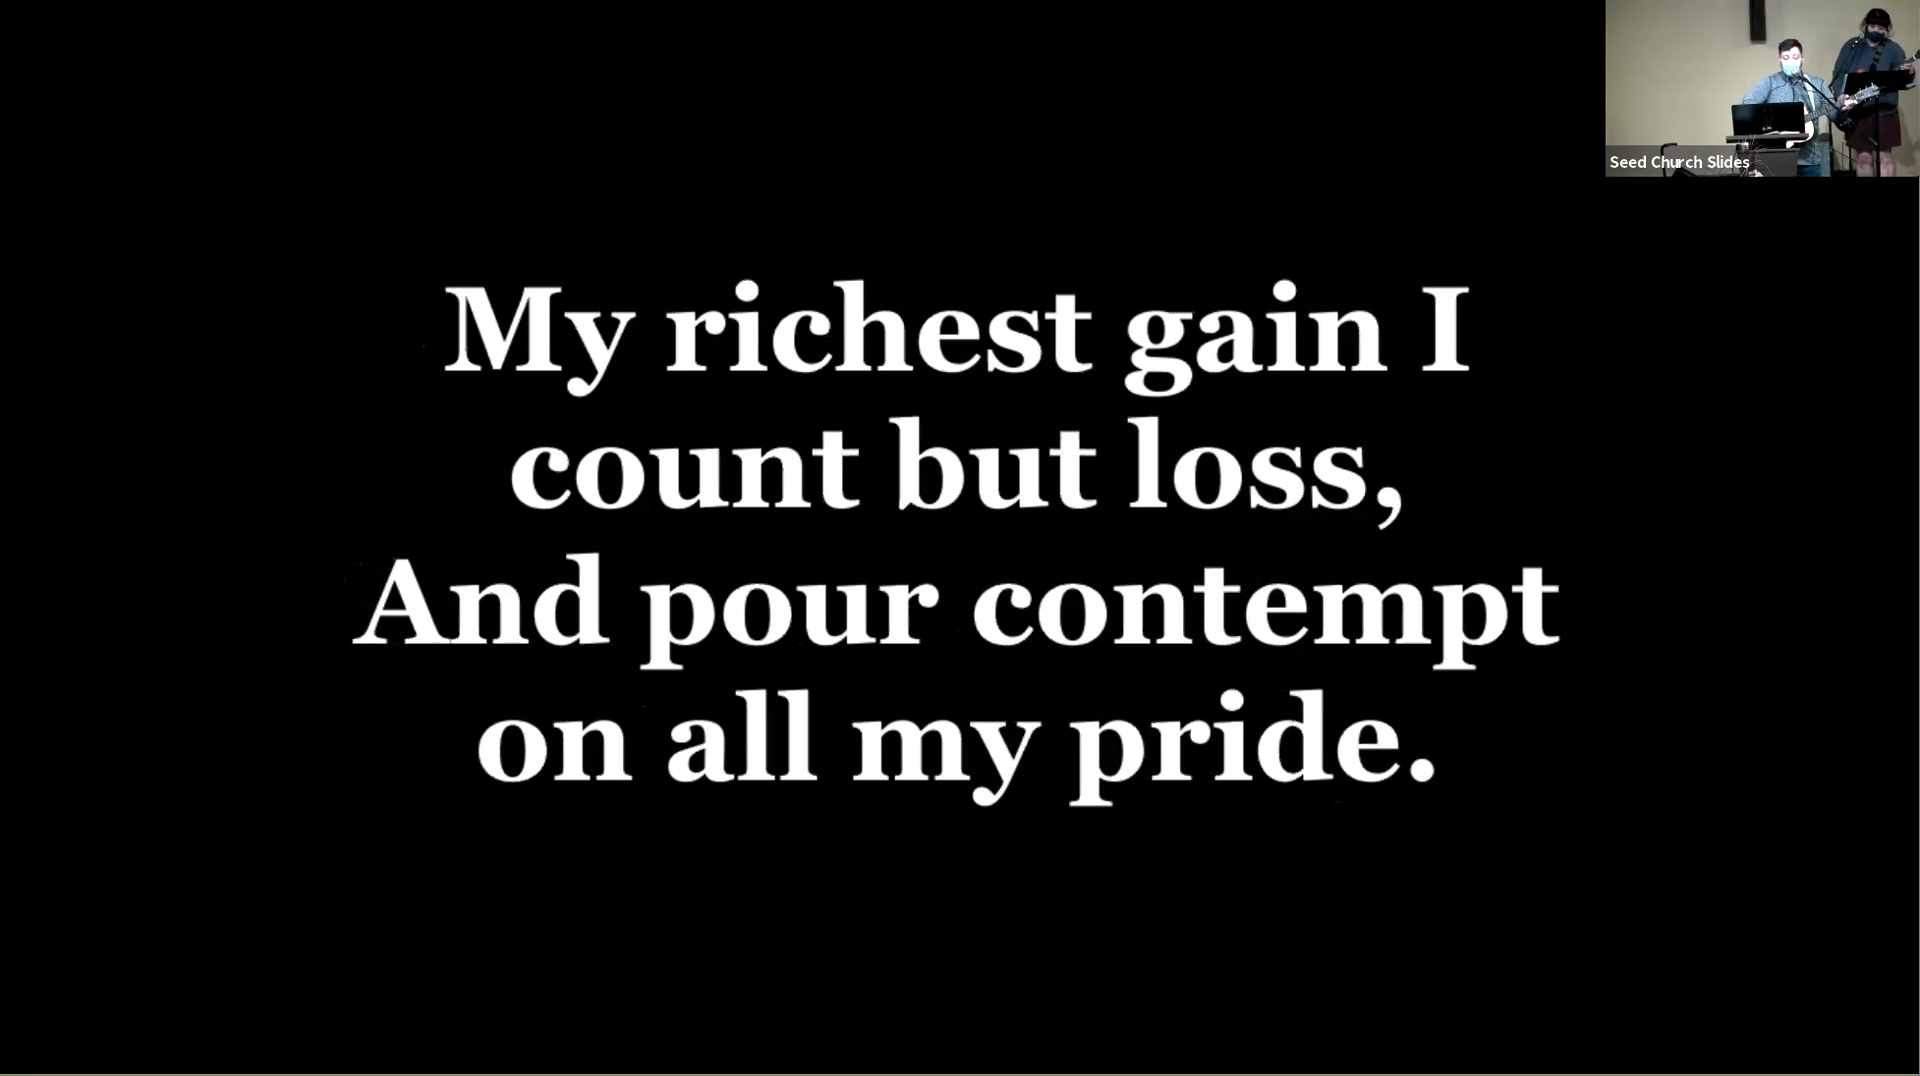 Seed Church Slides
My richest gain I
count but loss,
And pour contempt
on all my pride.